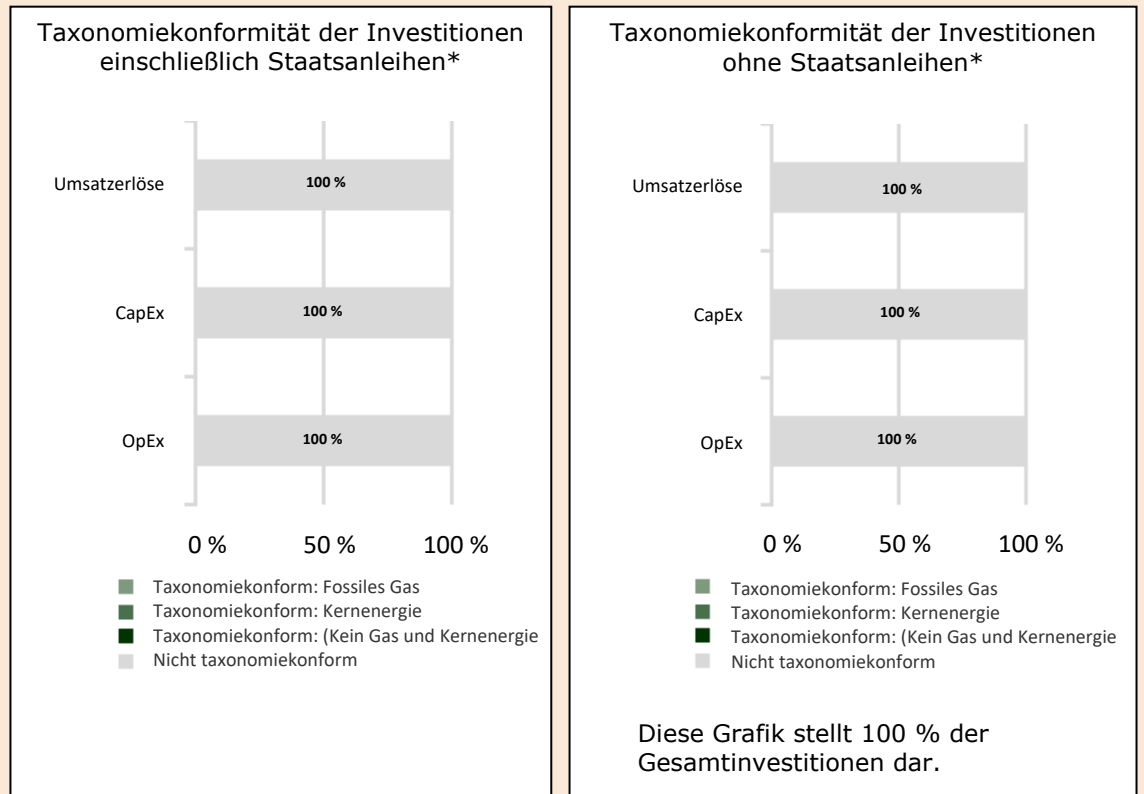 Taxonomiekonformität der Investitionen
einschließlich Staatsanleihen*
Umsatzerlöse
100 %
CapEx
100 %
OpEx
100 %
0 % 50 % 100 %
Taxonomiekonform: Fossiles Gas
Taxonomiekonform: Kernenergie
Taxonomiekonform: (Kein Gas und Kernenergie
Nicht taxonomiekonform
Taxonomiekonformität der Investitionen
ohne Staatsanleihen*
Umsatzerlöse
100 %
CapEx
100 %
OpEx
100 %
0 % 50 % 100 %
Taxonomiekonform: Fossiles Gas
Taxonomiekonform: Kernenergie
Taxonomiekonform: (Kein Gas und Kernenergie
Nicht taxonomiekonform
Diese Grafik stellt 100 % der
Gesamtinvestitionen dar.